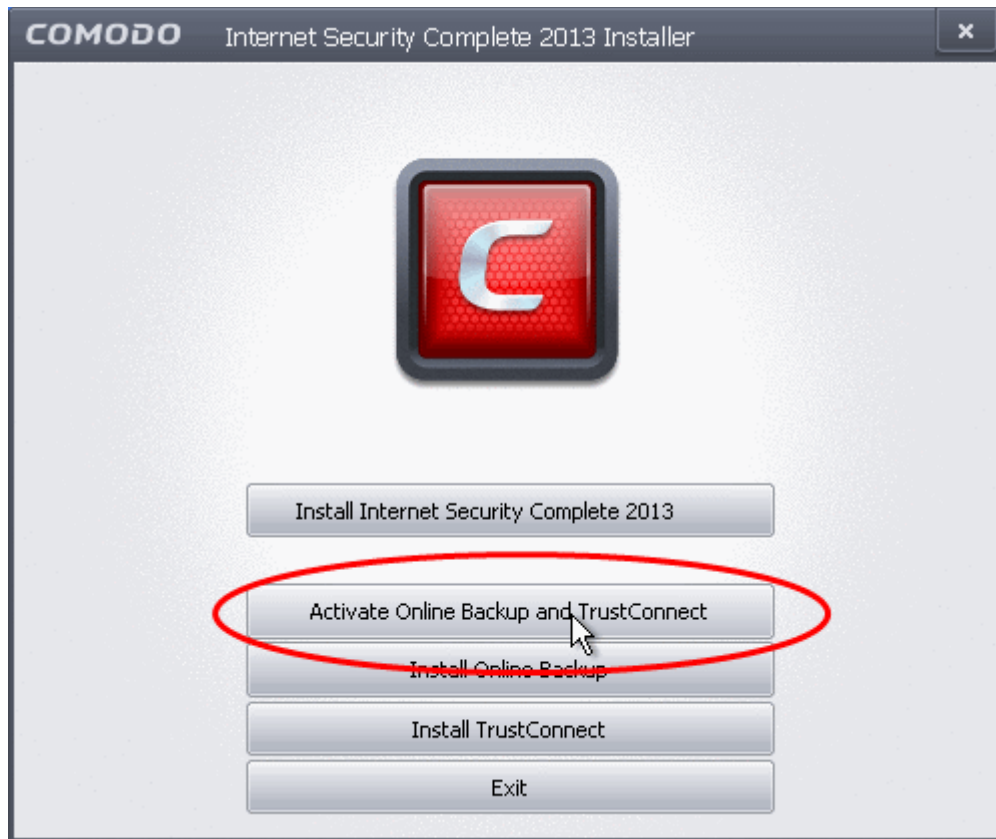 COMODO Internet Security Complete 2013 Installer
Install Internet Security Complete 2013
Activate Online Backup and TrustConnect
Install Online Backup
Install TrustConnect
Exit